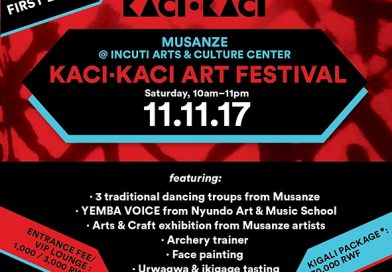 FIRST
KACI·KACI
MUSANZE
@ INCUTI ARTS & CULTURE CENTER
KACI·KACI ART FESTIVAL
Saturday, 10am–11pm
11.11.17
featuring:
· 3 traditional dancing troups from Musanze
· YEMBA VOICE from Nyundo Art & Music School
· Arts & Craft exhibition from Musanze artists
· Archery trainer
· Face painting
· Urwagwa & ikigage tasting
ENTRANCE FEE/
VIP LOUNGE:
1,000 / 3,000 RWF
KIGALI PACKAGE*:
RWF